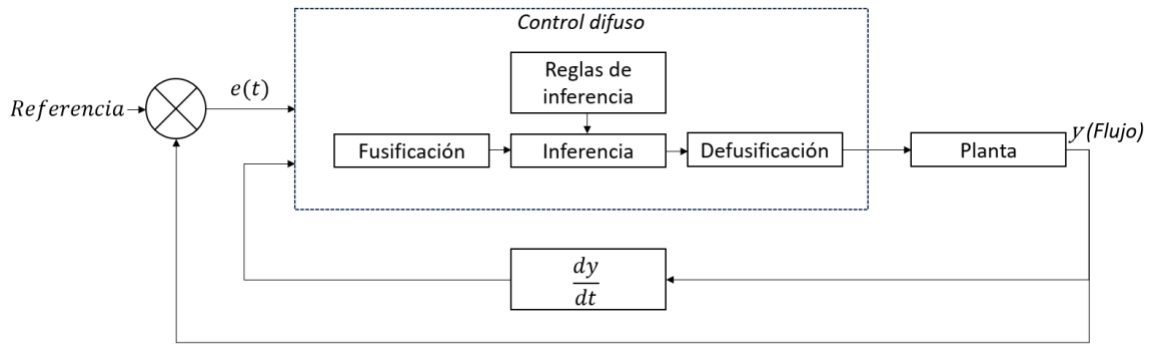 Control difuso
Reglas de
inferencia
e(t)
Referencia
y (Flujo)
Fusificación
Inferencia
Defusificación
Planta
dy
dt